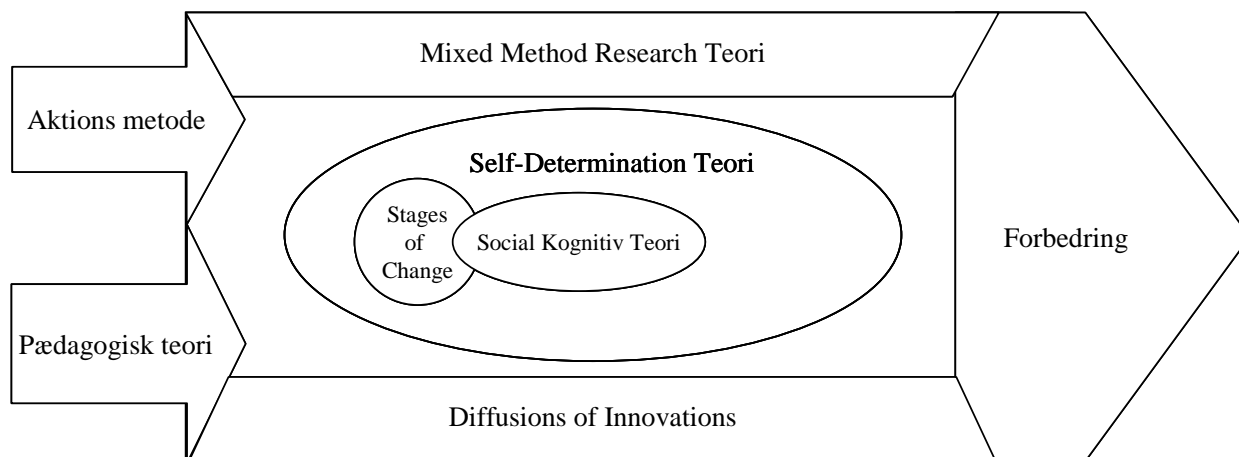 Mixed Method Research Teori
Aktions metode
Self-Determination Teori
Stages
of
Change
Social Kognitiv Teori
Forbedring
Pædagogisk teori
Diffusions of Innovations